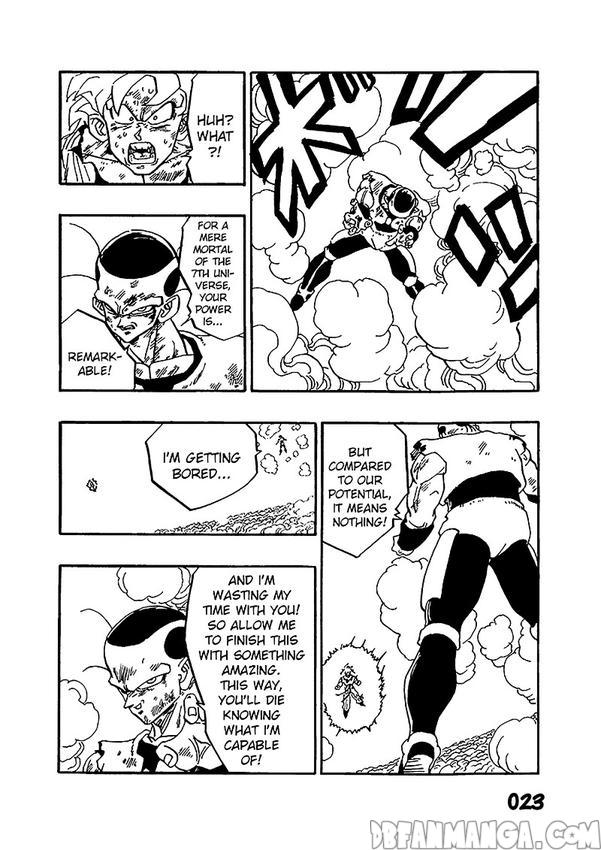 HUH?
WHAT
?!
FOR A
MERE
MORTAL
OF THE
7TH UNI-
VERSE,
YOUR
POWER
IS...
REMARK-
ABLE!
I'M GETTING
BORED...
BUT
COMPARED
TO OUR
POTENTIAL,
IT MEANS
NOTHING!
AND I'M
WASTING MY
TIME WITH YOU!
SO ALLOW ME
TO FINISH THIS
WITH SOMETHING
AMAZING.
THIS WAY,
YOU'LL DIE
KNOWING
WHAT I'M
CAPABLE
OF!
023
DBFANMANGA.COM